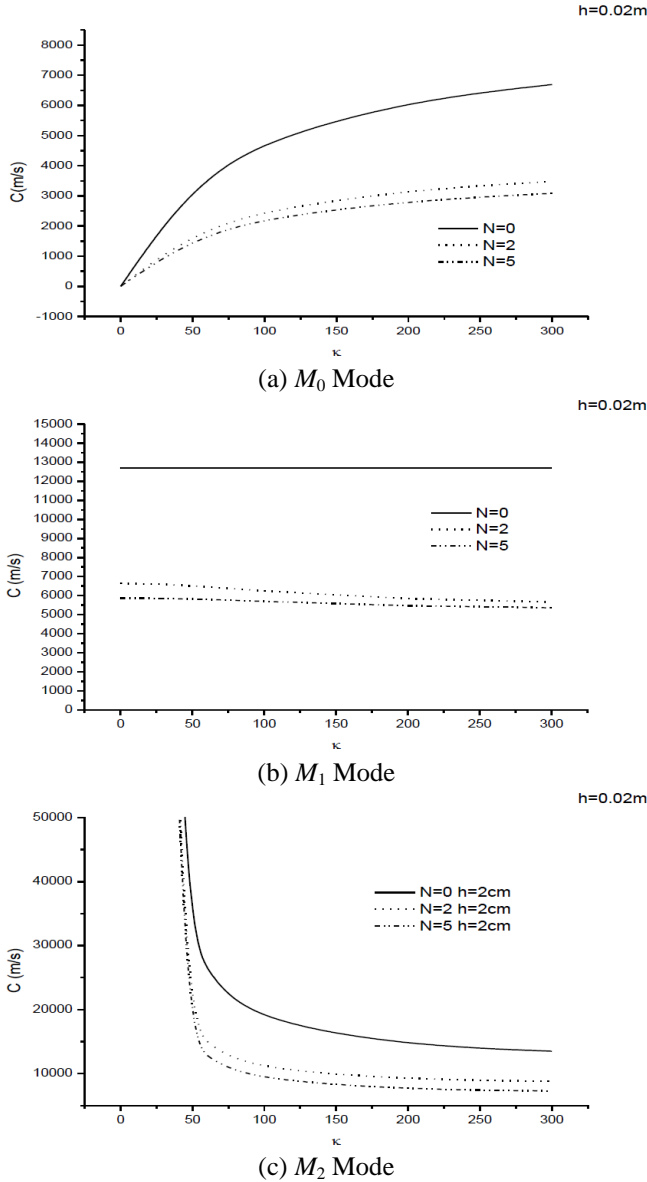 h=0.02m
8000
7000
6000
5000
4000
3000
2000
1000
0
-1000
C(m/s)
N=0
N=2
N=5
0 50 100 150 200 250 300
κ
(a) M0 Mode
h=0.02m
15000
14000
13000
12000
11000
10000
9000
8000
7000
6000
5000
4000
3000
2000
1000
0
C (m/s)
N=0
N=2
N=5
0 50 100 150 200 250 300
κ
(b) M1 Mode
h=0.02m
50000
40000
30000
20000
10000
C (m/s)
N=0 h=2cm
N=2 h=2cm
N=5 h=2cm
0 50 100 150 200 250 300
κ
(c) M2 Mode